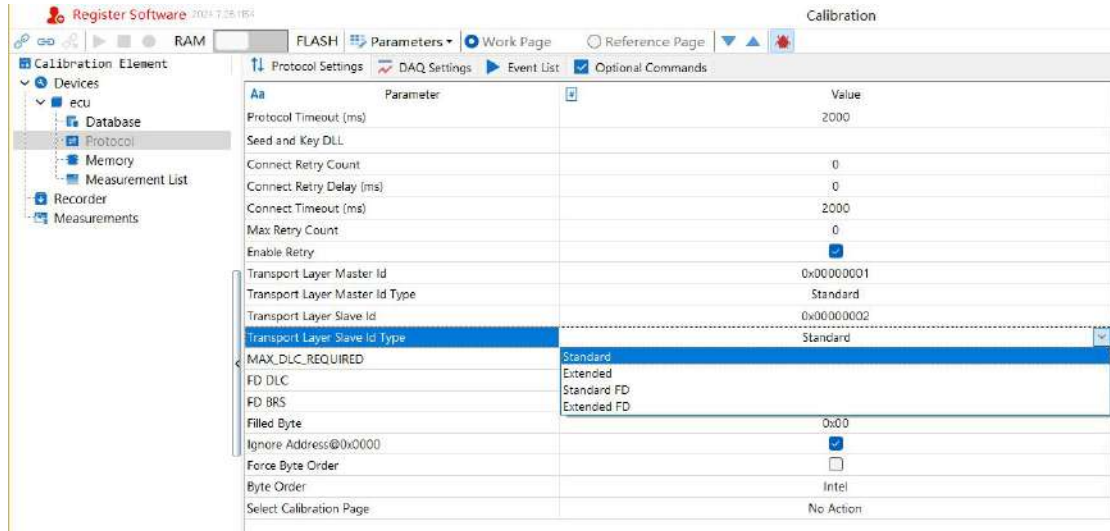 Register Software
Calibration
RAM FLASH Parameters Work Page Reference Page
Calibration Element
Devices
ecu
Database
Protocol
Memory
Measurement List
Recorder
Measurements
Protocol Settings DAQ Settings Event List Optional Commands
Aa Parameter # Value
Protocol Timeout (ms) 2000
Seed and Key DLL
Connect Retry Count 0
Connect Retry Delay (ms) 0
Connect Timeout (ms) 2000
Max Retry Count 0
Enable Retry
Transport Layer Master Id 0x00000001
Transport Layer Master Id Type Standard
Transport Layer Slave Id 0x00000002
Transport Layer Slave Id Type Standard
MAX_DLC_REQUIRED
FD DLC
FD BRS
Standard
Extended
Standard FD
Extended FD
Filled Byte 0x00
Ignore Address@0x0000
Force Byte Order
Byte Order Intel
Select Calibration Page No Action